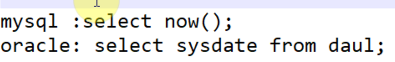 mysql :select now();
oracle: select sysdate from daul;